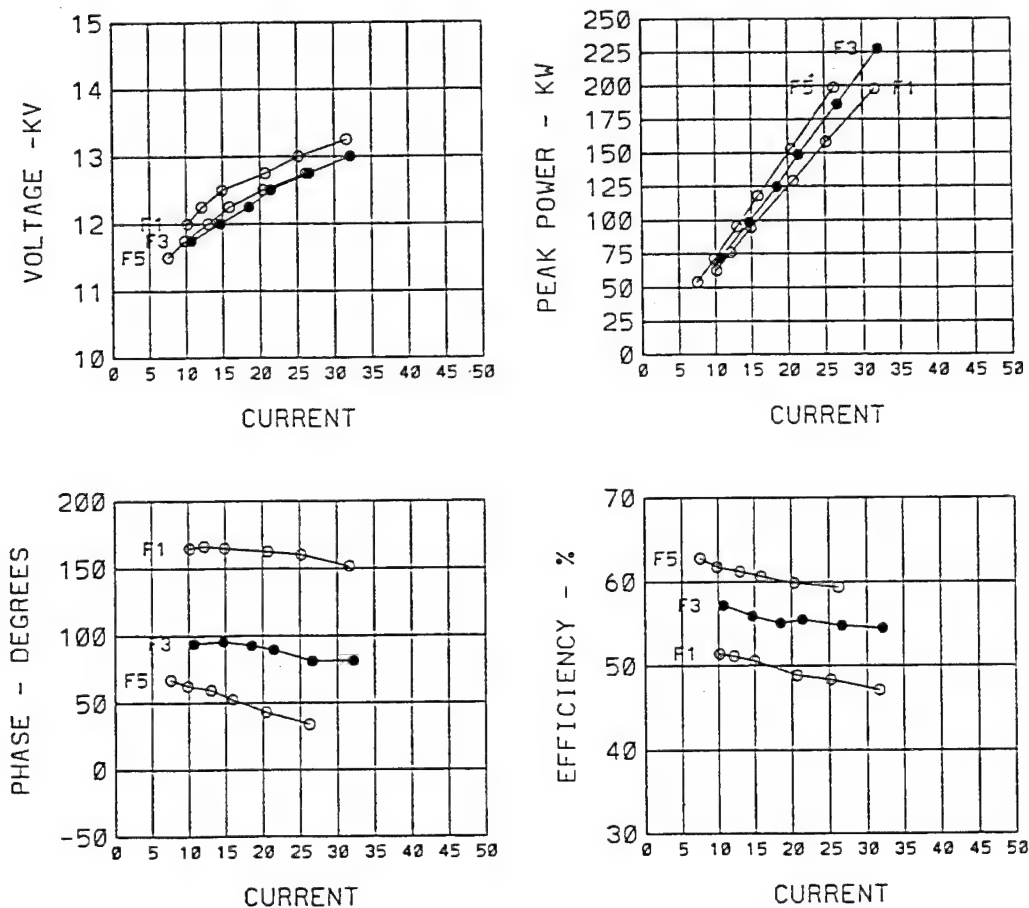 VOLTAGE -KV
15
14
13
12
11
10
F1
F3
F5
0 5 10 15 20 25 30 35 40 45 50
CURRENT
PEAK POWER - KW
250
225
200
175
150
125
100
75
50
25
0
F3
F5
F1
0 5 10 15 20 25 30 35 40 45 50
CURRENT
PHASE - DEGREES
200
150
100
50
0
-50
F1
F3
F5
0 5 10 15 20 25 30 35 40 45 50
CURRENT
EFFICIENCY - %
70
60
50
40
30
F5
F3
F1
0 5 10 15 20 25 30 35 40 45 50
CURRENT